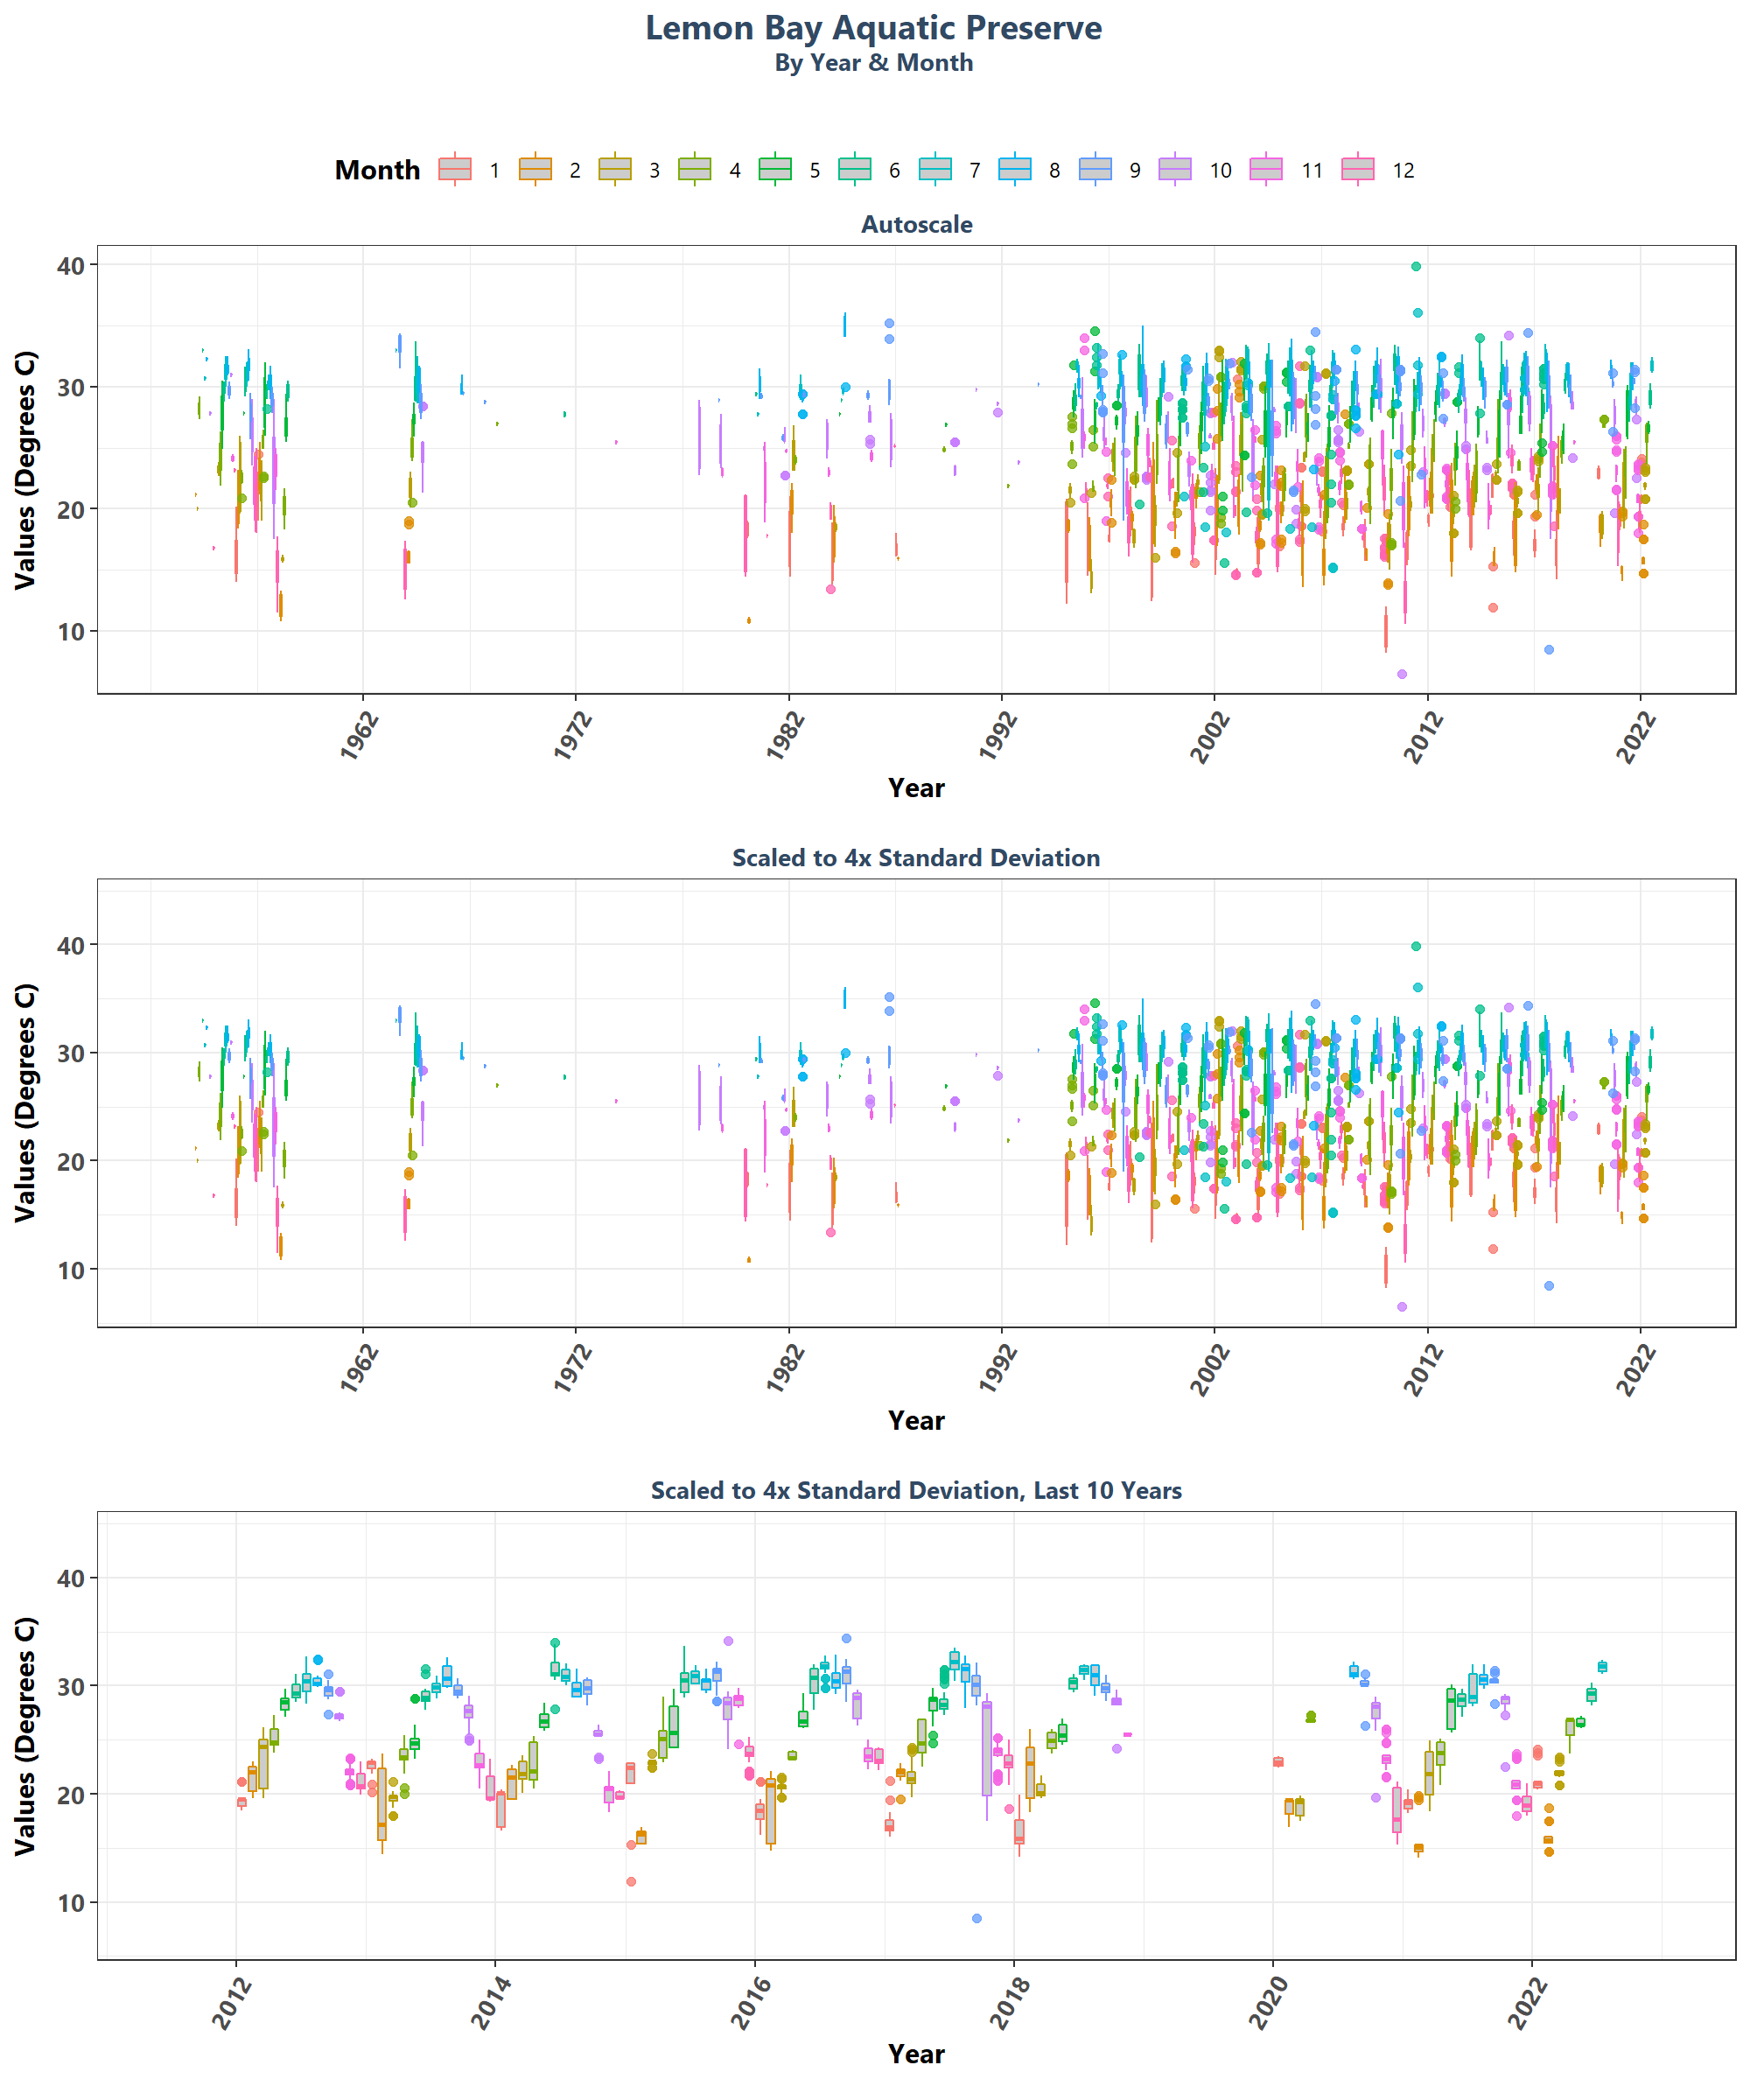 Lemon Bay Aquatic Preserve
By Year & Month
Month 1 2 3 4 5 6 7 8 9 10 11 12
Autoscale
Values (Degrees C)
40
30
20
10
1962 1972 1982 1992 2002 2012 2022
Year
Scaled to 4x Standard Deviation
Values (Degrees C)
40
30
20
10
1962 1972 1982 1992 2002 2012 2022
Year
Scaled to 4x Standard Deviation, Last 10 Years
Values (Degrees C)
40
30
20
10
2012 2014 2016 2018 2020 2022
Year